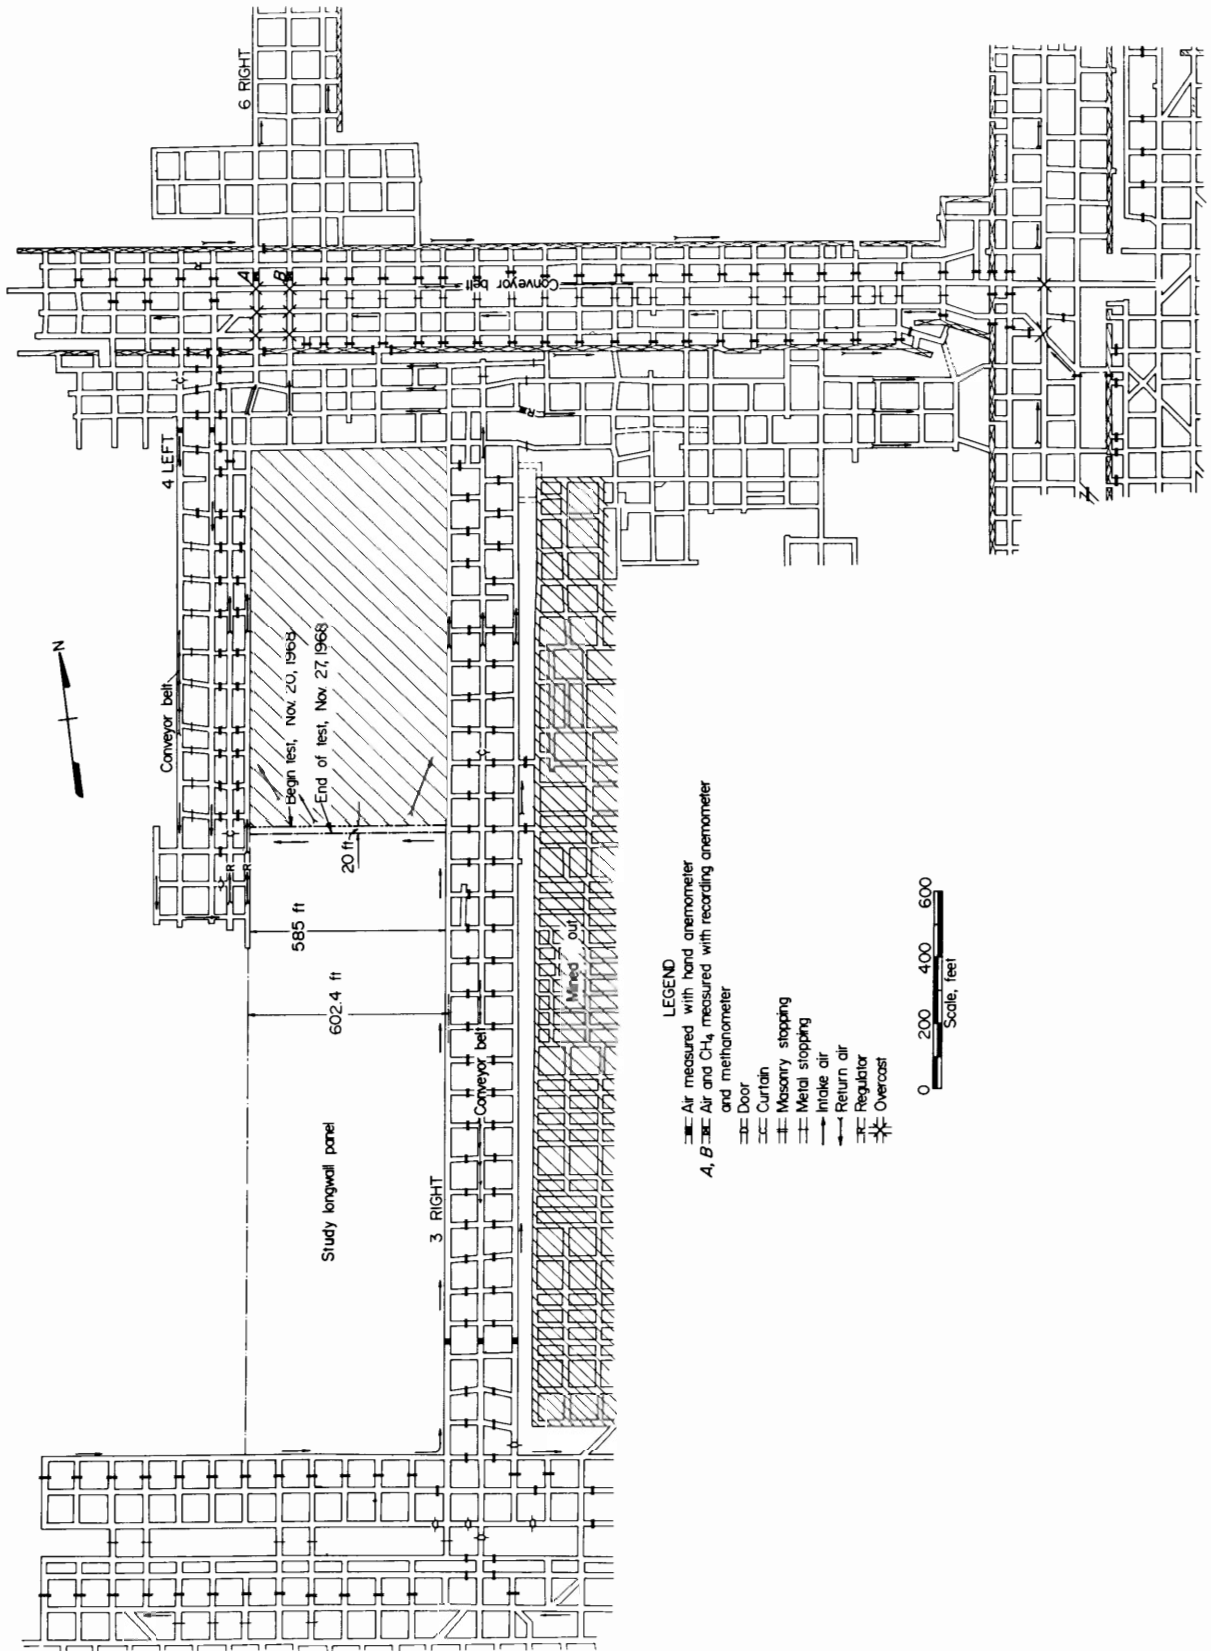 6 RIGHT
A
B
Conveyor belt
4 LEFT
N
Conveyor belt
Begin test, Nov. 20, 1968
End of test, Nov. 27, 1968
20 ft
585 ft
602.4 ft
Study longwall panel
3 RIGHT
Conveyor belt
Mined out
R
R
R
LEGEND
Air measured with hand anemometer
A, B Air and CH4 measured with recording anemometer
and methanometer
D Door
C Curtain
Masonry stopping
Metal stopping
Intake air
Return air
R Regulator
Overcast
0 200 400 600
Scale, feet